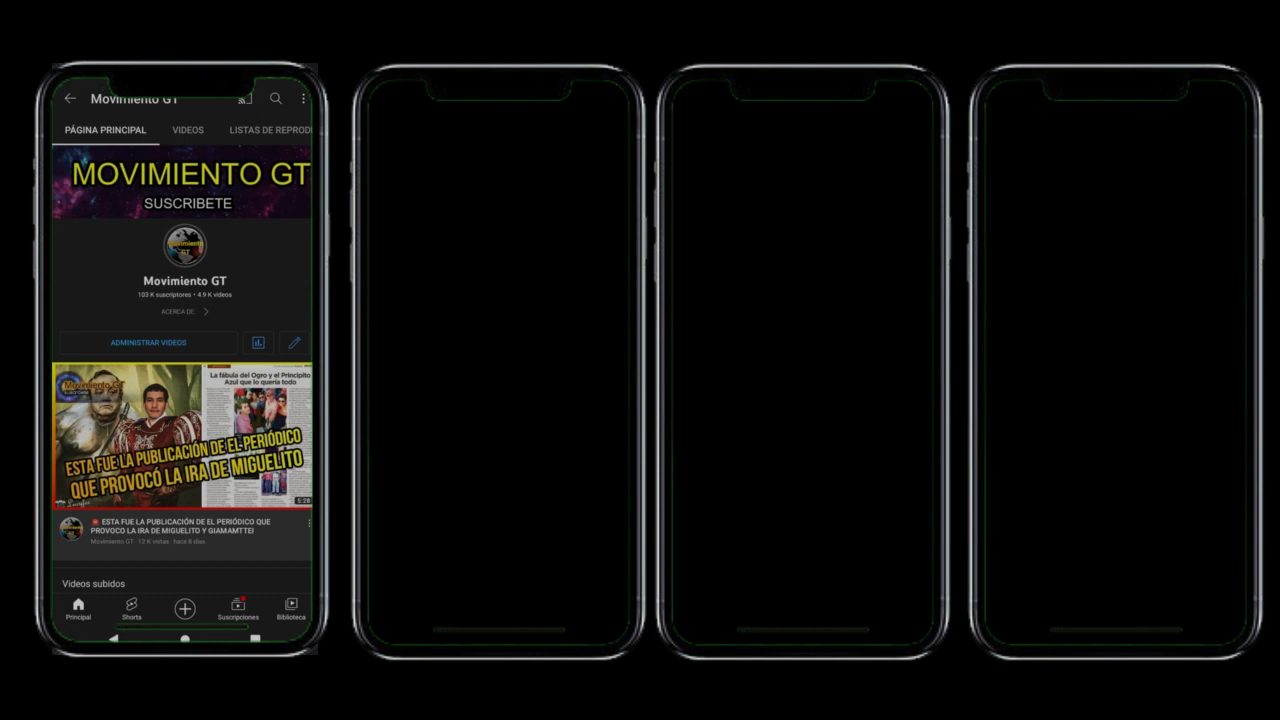 Movimiento GT
PÁGINA PRINCIPAL VIDEOS LISTAS DE REPROD
MOVIMIENTO GT
SUSCRIBETE
Movimiento
GT
Movimiento GT
103 K suscriptores • 4.9 K videos
ACERCA DE:
ADMINISTRAR VIDEOS
Movimiento GT
SUSCRIBETE
La fábula del Ogro y el Principito
Azul que lo quería todo
ESTA FUE LA PUBLICACIÓN DE EL PERIÓDICO
QUE PROVOCÓ LA IRA DE MIGUELITO
5:28
ESTA FUE LA PUBLICACIÓN DE EL PERIÓDICO QUE
PROVOCO LA IRA DE MIGUELITO Y GIAMAMTTEI
Movimiento GT · 12 K vistas · hace 8 días
Videos subidos
Principal Shorts Suscripciones Biblioteca